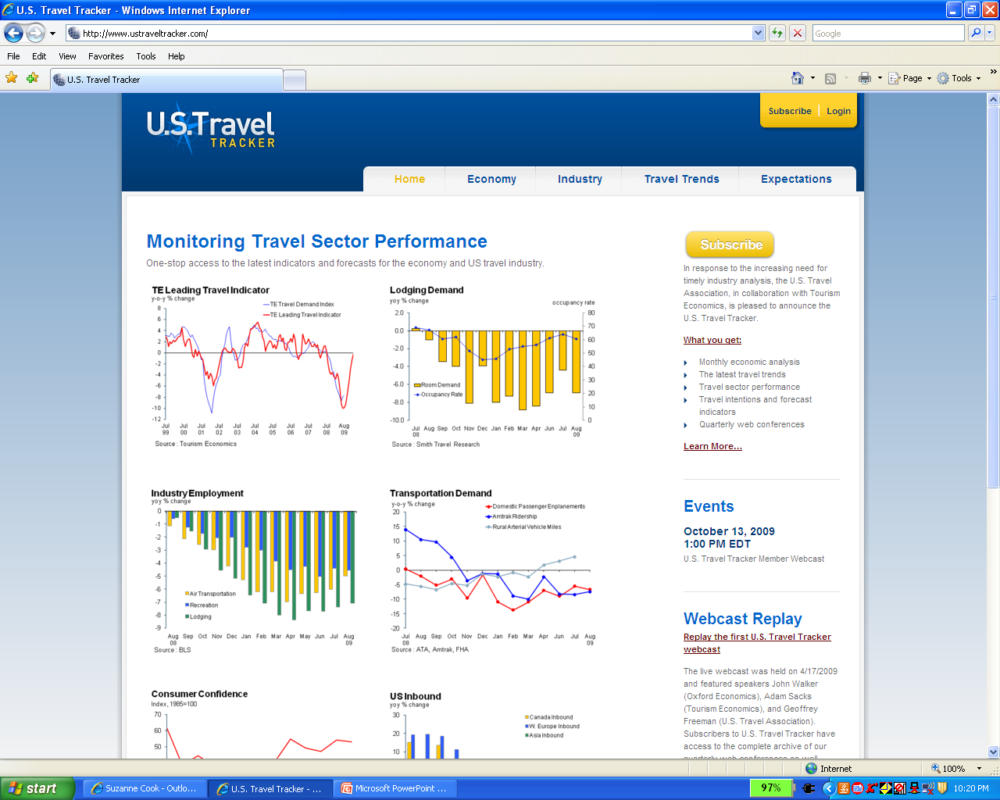 U.S. Travel Tracker - Windows Internet Explorer
http://www.ustraveltracker.com/
Google
File Edit View Favorites Tools Help
U.S. Travel Tracker
Page Tools
Subscribe | Login
U.S.Travel
TRACKER
Home Economy Industry Travel Trends Expectations
Monitoring Travel Sector Performance
One-stop access to the latest indicators and forecasts for the economy and US travel industry.
TE Leading Travel Indicator
y-o-y % change
TE Travel Demand Index
TE Leading Travel Indicator
8
6
4
2
0
-2
-4
-6
-8
-10
-12
Jul Jul Jul Jul Jul Jul Jul Jul Jul Jul Aug
99 00 01 02 03 04 05 06 07 08 09
Source : Tourism Economics
Lodging Demand
yoy % change
occupancy rate
2.0
0.0
-2.0
-4.0
-6.0
-8.0
-10.0
80
70
60
50
40
30
20
10
0
Room Demand
Occupancy Rate
Jul Aug Sep Oct Nov Dec Jan Feb Mar Apr Jun Jul Aug
08 09
Source : Smith Travel Research
Industry Employment
yoy % change
0
-1
-2
-3
-4
-5
-6
-7
-8
-9
Air Transportation
Recreation
Lodging
Aug Sep Oct Nov Dec Jan Feb Mar Apr May Jun Jul Aug
08 09
Source : BLS
Transportation Demand
y-o-y % change
Domestic Passenger Enplanements
Amtrak Ridership
Rural Arterial Vehicle Miles
20
15
10
5
0
-5
-10
-15
-20
Jul Aug Sep Oct Nov Dec Jan Feb Mar Apr Jun Jul Aug
08 09
Source : ATA, Amtrak, FHA
Consumer Confidence
Index, 1985=100
70
60
50
US Inbound
yoy % change
30
20
10
Canada Inbound
W. Europe Inbound
Asia Inbound
Subscribe
In response to the increasing need for
timely industry analysis, the U.S. Travel
Association, in collaboration with Tourism
Economics, is pleased to announce the
U.S. Travel Tracker.
What you get:
Monthly economic analysis
The latest travel trends
Travel sector performance
Travel intentions and forecast
indicators
Quarterly web conferences
Learn More...
Events
October 13, 2009
1:00 PM EDT
U.S. Travel Tracker Member Webcast
Webcast Replay
Replay the first U.S. Travel Tracker
webcast
The live webcast was held on 4/17/2009
and featured speakers John Walker
(Oxford Economics), Adam Sacks
(Tourism Economics), and Geoffrey
Freeman (U.S. Travel Association).
Subscribers to U.S. Travel Tracker have
access to the complete archive of our
quarterly web conferences as well
Internet 100%
start Suzanne Cook - Outlo... U.S. Travel Tracker - ... Microsoft PowerPoint ... 97% 10:20 PM